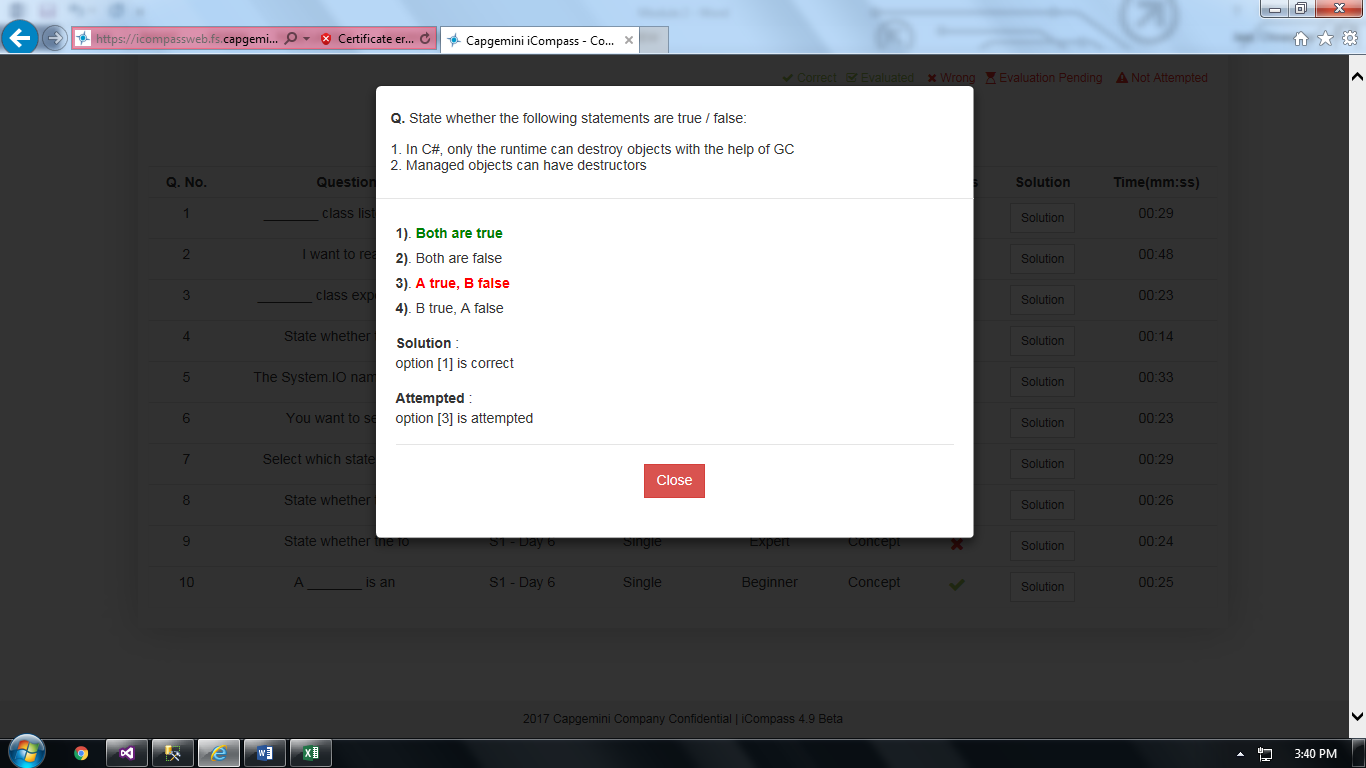 https://icompassweb.fs.capgemi...
Certificate er...
Capgemini iCompass - Co...
Correct Evaluated Wrong Evaluation Pending Not Attempted
Q. State whether the following statements are true / false:
1. In C#, only the runtime can destroy objects with the help of GC
2. Managed objects can have destructors
1). Both are true
2). Both are false
3). A true, B false
4). B true, A false
Solution :
option [1] is correct
Attempted :
option [3] is attempted
Close
Q. No. Question s Solution Time(mm:ss)
1 _______ class list Solution 00:29
2 I want to rea Solution 00:48
3 _______ class expo Solution 00:23
4 State whether Solution 00:14
5 The System.IO nam Solution 00:33
6 You want to se Solution 00:23
7 Select which state Solution 00:29
8 State whether Solution 00:26
9 State whether the fo S1 - Day 6 Single Expert Concept Solution 00:24
10 A _______ is an S1 - Day 6 Single Beginner Concept Solution 00:25
2017 Capgemini Company Confidential | iCompass 4.9 Beta
3:40 PM